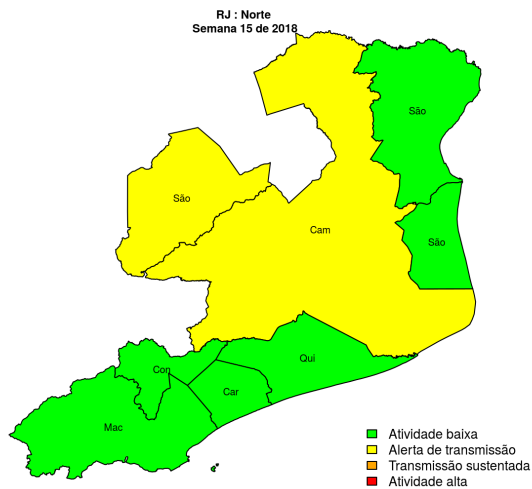 RJ : Norte
Semana 15 de 2018
São
São
Cam
São
Qui
Con
Car
Mac
Atividade baixa
Alerta de transmissão
Transmissão sustentada
Atividade alta